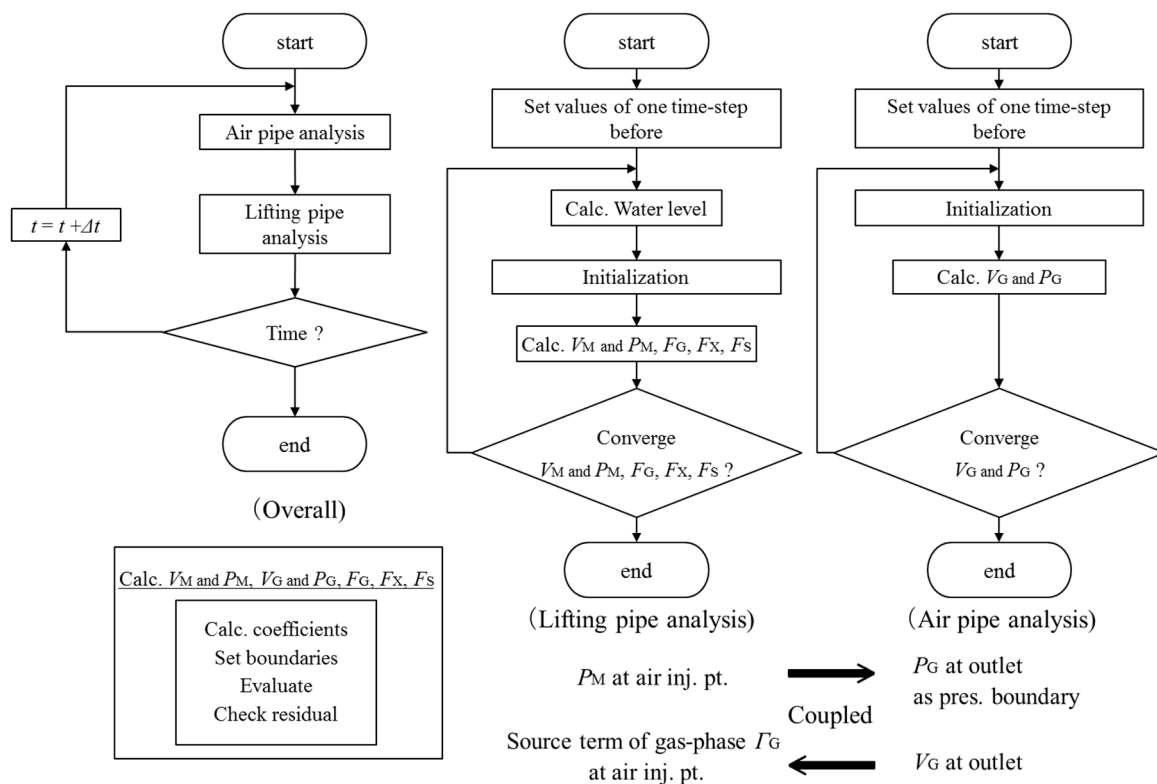 start
Air pipe analysis
Lifting pipe
analysis
t = t +Δt
Time ?
end
(Overall)
Calc. VM and PM, VG and PG, FG, FX, FS
Calc. coefficients
Set boundaries
Evaluate
Check residual
start
Set values of one time-step
before
Calc. Water level
Initialization
Calc. VM and PM, FG, FX, FS
Converge
VM and PM, FG, FX, FS ?
end
(Lifting pipe analysis)
start
Set values of one time-step
before
Initialization
Calc. VG and PG
Converge
VG and PG ?
end
(Air pipe analysis)
PM at air inj. pt.
PG at outlet
as pres. boundary
Coupled
Source term of gas-phase ΓG
at air inj. pt.
VG at outlet